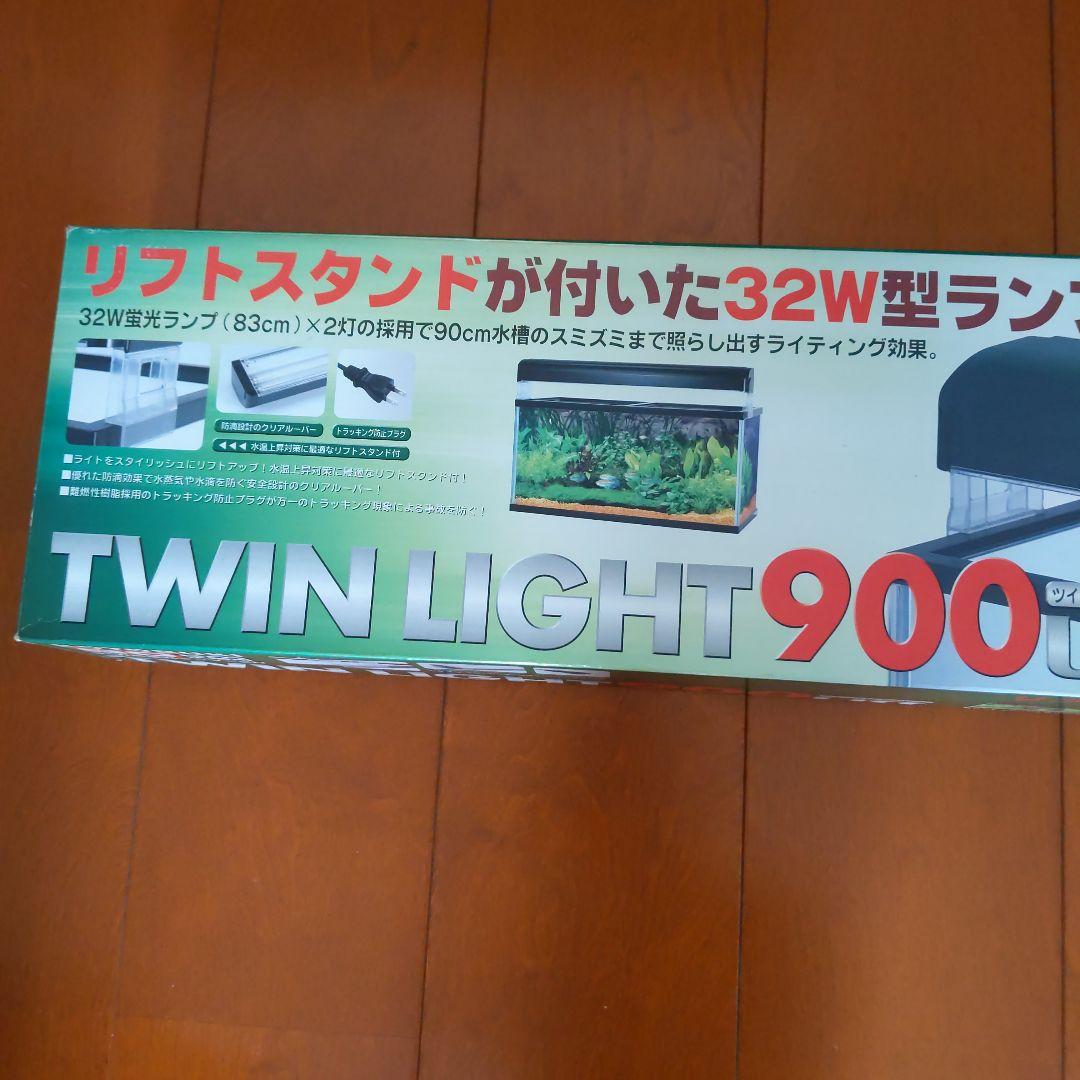 リフトスタンドが付いた32W型ランプ
32W蛍光ランプ(83cm)×2灯の採用で90cm水槽のスミズミまで照らし出すライティング効果。
防滴設計のクリアルーバー
トラッキング防止プラグ
◀◀◀ 水温上昇対策に最適なリフトスタンド付
■ライトをスタイリッシュにリフトアップ!水温上昇対策に最適なリフトスタンド付!
■優れた防滴効果で水蒸気や水滴を防ぐ安全設計のクリアルーバー!
■難燃性樹脂採用のトラッキング防止プラグが万一のトラッキング現象による事故を防ぐ!
TWIN LIGHT 900
ツイ